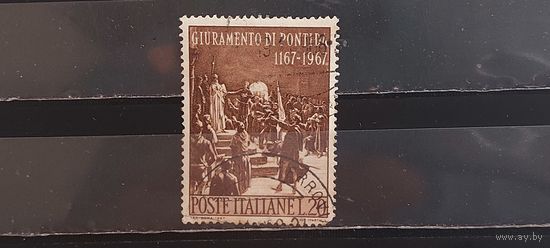 GIURAMENTO DI PONTIDA
1167-1967
POSTE ITALIANE L. 20
www.ay.by